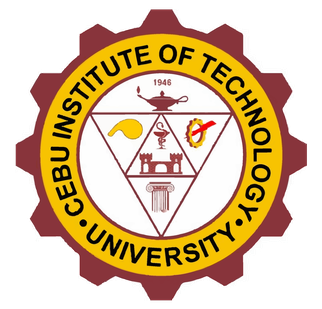 CEBU INSTITUTE OF TECHNOLOGY
• UNIVERSITY •
1946